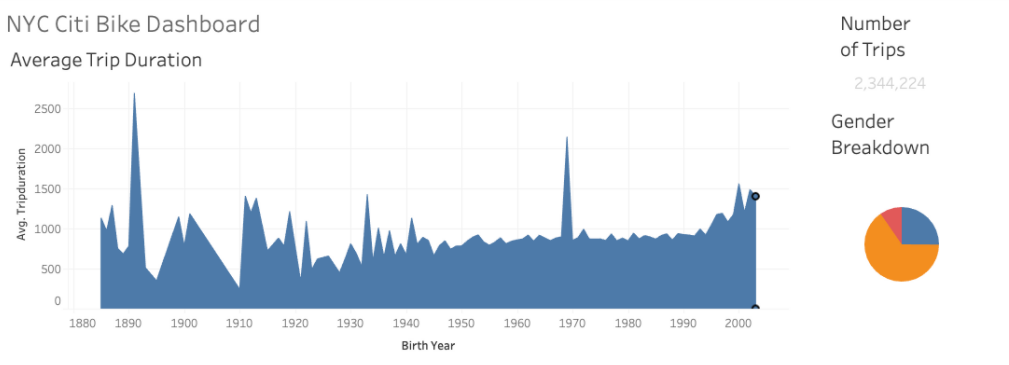 NYC Citi Bike Dashboard
Average Trip Duration
Number
of Trips
2,344,224
Gender
Breakdown
2500
2000
1500
1000
500
0
Avg. Tripduration
1880 1890 1900 1910 1920 1930 1940 1950 1960 1970 1980 1990 2000
Birth Year